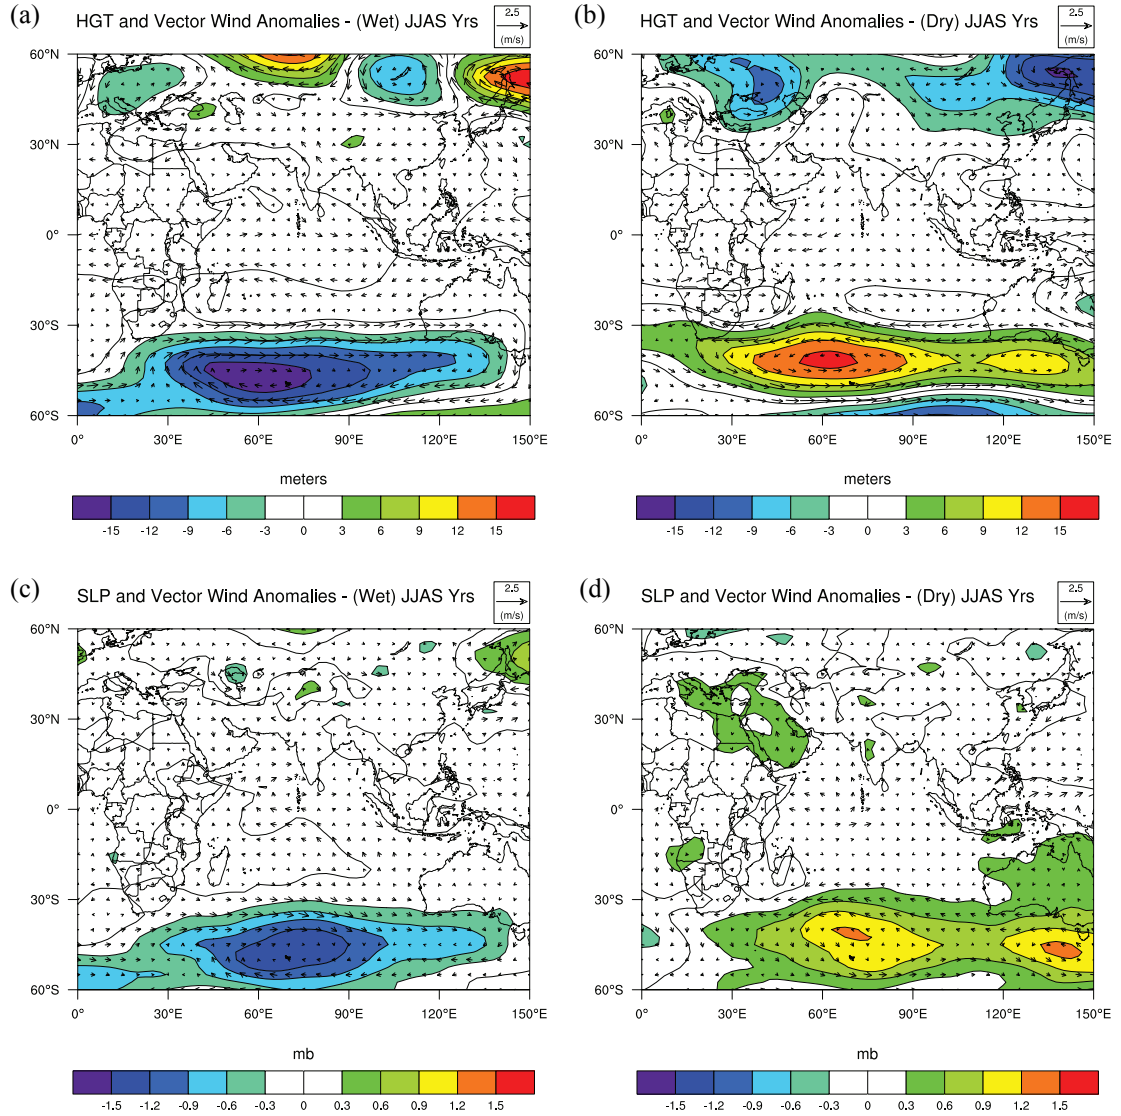 (a) HGT and Vector Wind Anomalies - (Wet) JJAS Yrs
2.5
(m/s)
60°N
30°N
0°
30°S
60°S
0° 30°E 60°E 90°E 120°E 150°E
meters
-15 -12 -9 -6 -3 0 3 6 9 12 15
(b) HGT and Vector Wind Anomalies - (Dry) JJAS Yrs
2.5
(m/s)
60°N
30°N
0°
30°S
60°S
0° 30°E 60°E 90°E 120°E 150°E
meters
-15 -12 -9 -6 -3 0 3 6 9 12 15
(c) SLP and Vector Wind Anomalies - (Wet) JJAS Yrs
2.5
(m/s)
60°N
30°N
0°
30°S
60°S
0° 30°E 60°E 90°E 120°E 150°E
mb
-1.5 -1.2 -0.9 -0.6 -0.3 0 0.3 0.6 0.9 1.2 1.5
(d) SLP and Vector Wind Anomalies - (Dry) JJAS Yrs
2.5
(m/s)
60°N
30°N
0°
30°S
60°S
0° 30°E 60°E 90°E 120°E 150°E
mb
-1.5 -1.2 -0.9 -0.6 -0.3 0 0.3 0.6 0.9 1.2 1.5